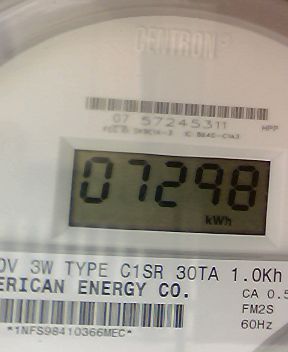 CENTRON®
07 57245311
HPP
07298
kWh
0V 3W TYPE C1SR 30TA 1.0Kh
ERICAN ENERGY CO.
CA 0.5
FM2S
60Hz
*1NFS98410366MEC*